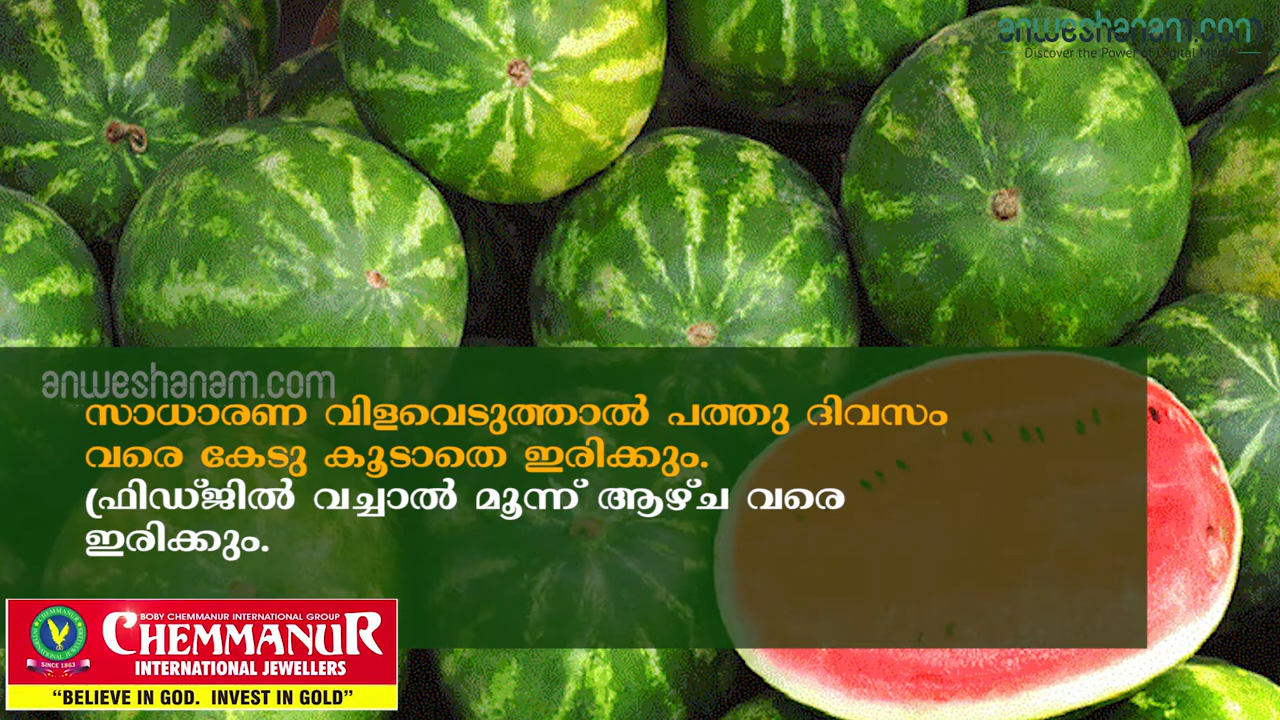 anweshanam.com
Discover the Power of Digital Media
anweshanam.com
സാധാരണ വിളവെടുത്താൽ പത്തു ദിവസം
വരെ കേടു കൂടാതെ ഇരിക്കും.
ഫ്രിഡ്ജിൽ വച്ചാൽ മൂന്ന് ആഴ്ച വരെ
ഇരിക്കും.
BOBY CHEMMANUR INTERNATIONAL GROUP
CHEMMANUR
INTERNATIONAL JEWELLERS
SINCE 1863
“BELIEVE IN GOD. INVEST IN GOLD”